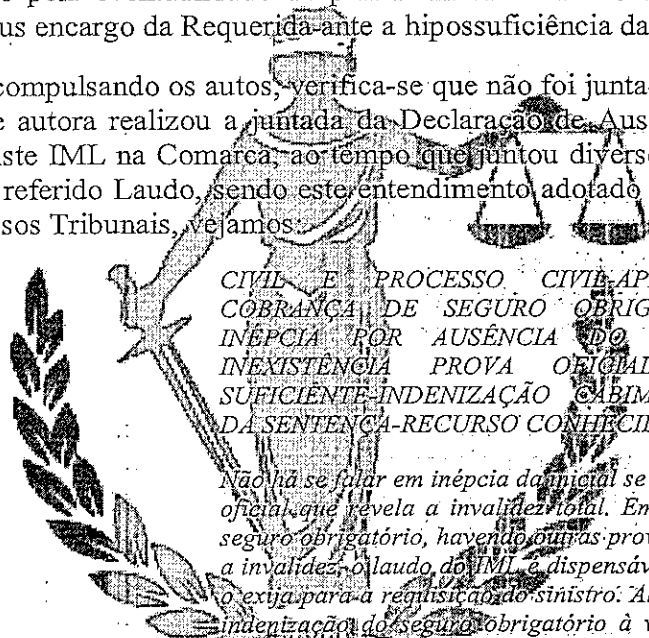 us encargo da Requerida ante a hipossuficiência da
compulsando os autos, verifica-se que não foi junta-
e autora realizou a juntada da Declaração de Aus
iste IML na Comarca, ao tempo que juntou divers
referido Laudo, sendo este entendimento adotado
sos Tribunais, vejamos:
CIVIL E PROCESSO CIVIL-AP
COBRANÇA DE SEGURO OBRIG
INÉPCIA POR AUSÊNCIA DO
INEXISTÊNCIA PROVA OFICIAL
SUFICIENTE-INDENIZAÇÃO CABIM
DA SENTENÇA-RECURSO CONHECI
Não há se falar em inépcia da inicial se
oficial que revela a invalidez total. Em
seguro obrigatório, havendo outras prov
a invalidez, o laudo do IML é dispensáv
o exija para a requisição do sinistro. A
indenização do seguro obrigatório à v